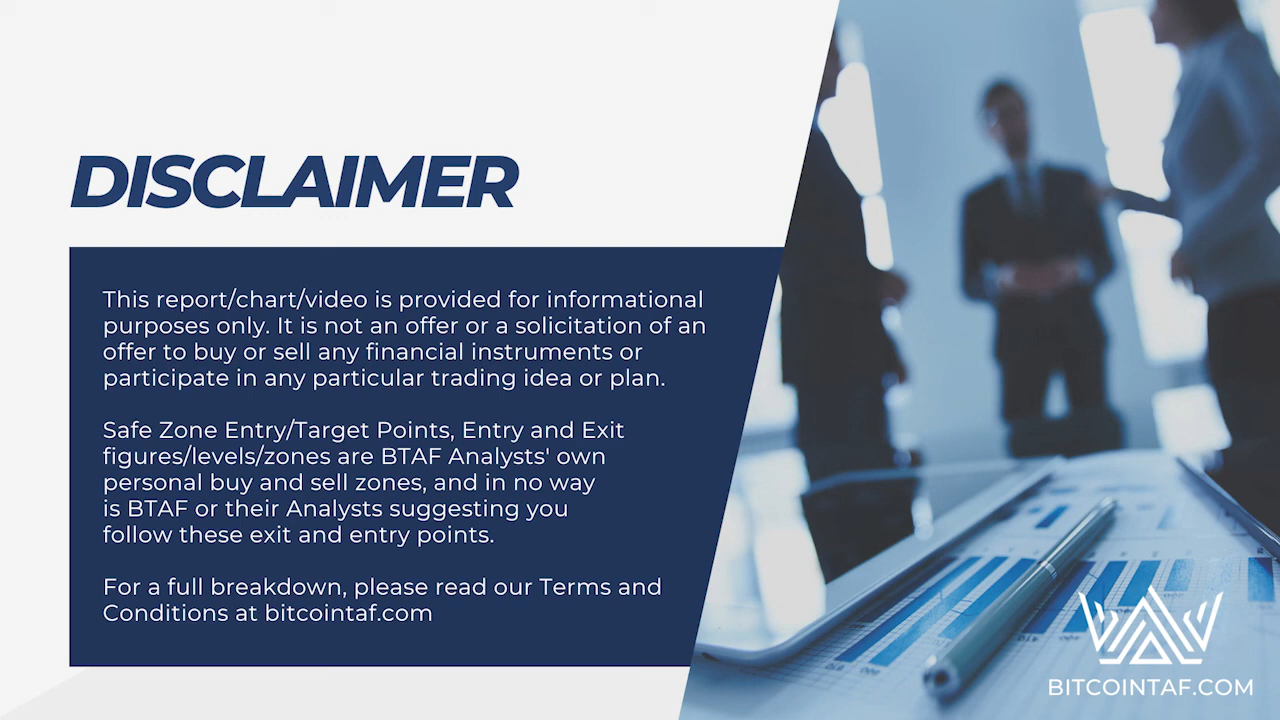 DISCLAIMER
This report/chart/video is provided for informational
purposes only. It is not an offer or a solicitation of an
offer to buy or sell any financial instruments or
participate in any particular trading idea or plan.
Safe Zone Entry/Target Points, Entry and Exit
figures/levels/zones are BTAF Analysts' own
personal buy and sell zones, and in no way
is BTAF or their Analysts suggesting you
follow these exit and entry points.
For a full breakdown, please read our Terms and
Conditions at bitcointaf.com
BITCOINTAF.COM